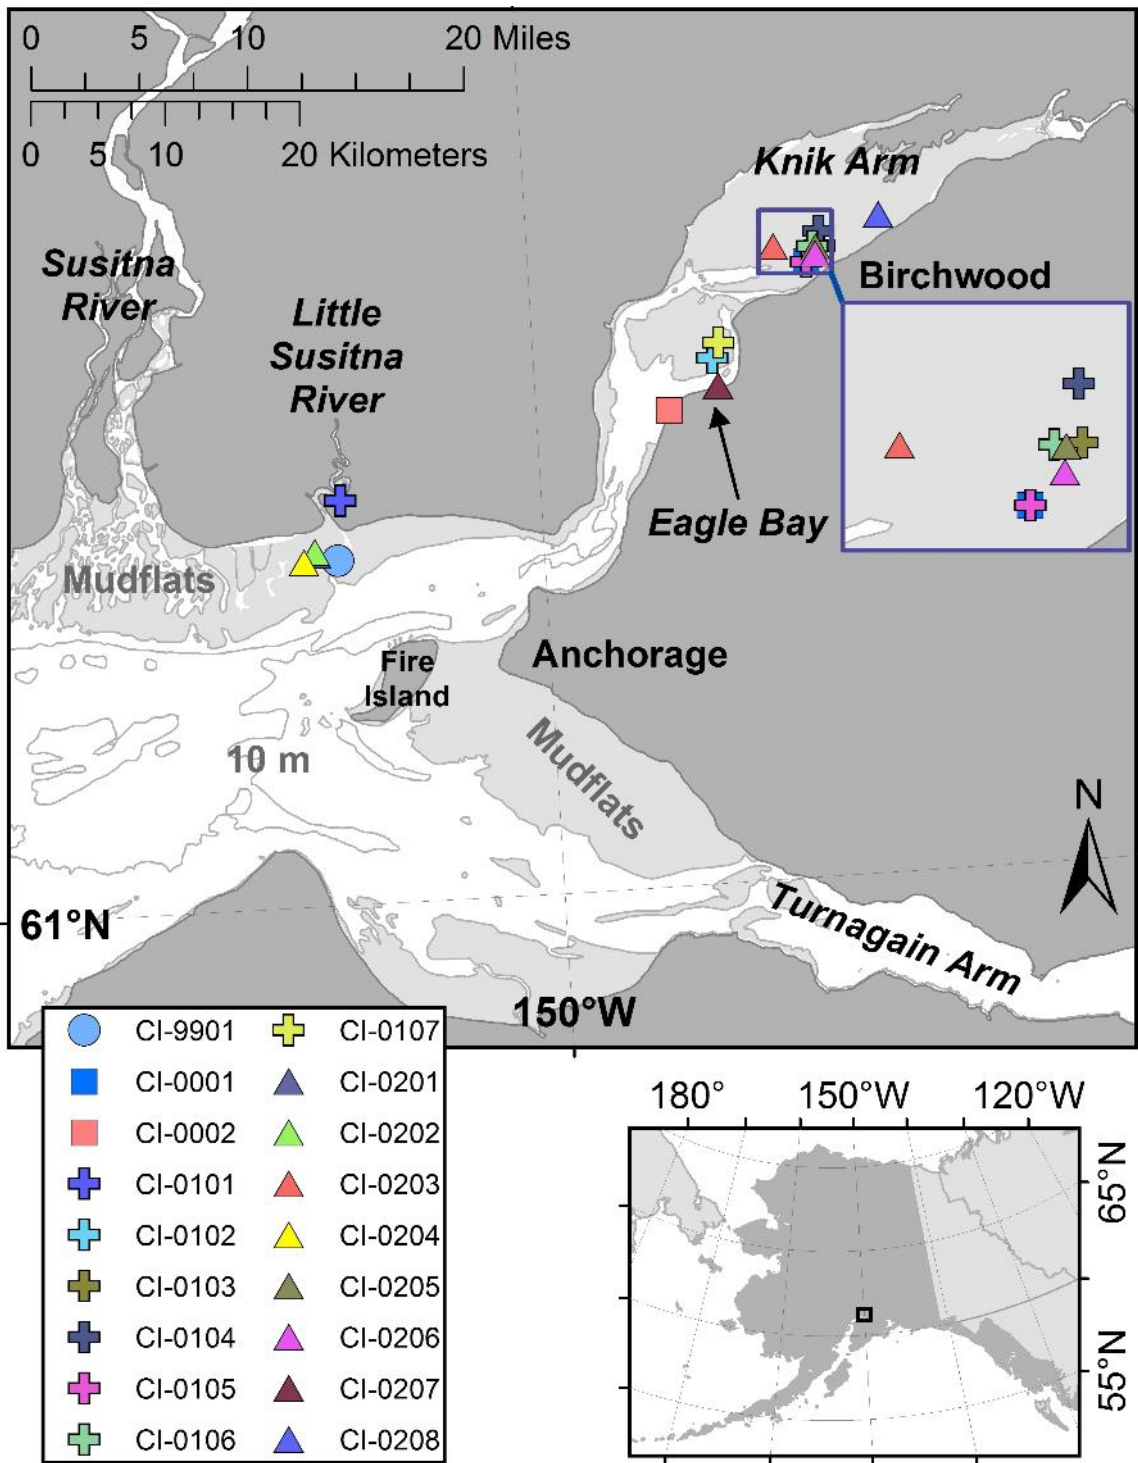 0 5 10 20 Miles
0 5 10 20 Kilometers
Knik Arm
Susitna
River
Little
Susitna
River
Birchwood
Eagle Bay
Mudflats
Anchorage
Fire
Island
Mudflats
10 m
N
Turnagain Arm
61°N
150°W
CI-9901 CI-0107
CI-0001 CI-0201
CI-0002 CI-0202
CI-0101 CI-0203
CI-0102 CI-0204
CI-0103 CI-0205
CI-0104 CI-0206
CI-0105 CI-0207
CI-0106 CI-0208
180° 150°W 120°W
65°N
55°N